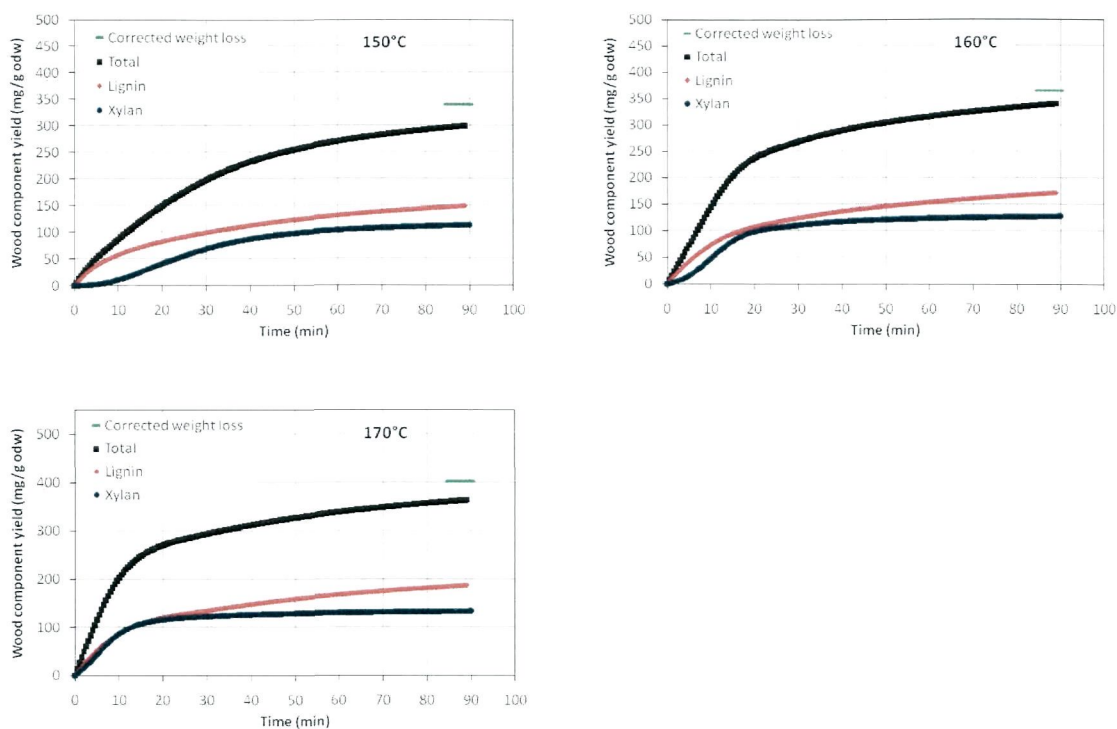 Wood component yield (mg/g odw)
500
450
400
350
300
250
200
150
100
50
0
Corrected weight loss
Total
Lignin
Xylan
150°C
0 10 20 30 40 50 60 70 80 90 100
Time (min)
Wood component yield (mg/g odw)
500
450
400
350
300
250
200
150
100
50
0
Corrected weight loss
Total
Lignin
Xylan
160°C
0 10 20 30 40 50 60 70 80 90 100
Time (min)
Wood component yield (mg/g odw)
500
400
300
200
100
0
Corrected weight loss
Total
Lignin
Xylan
170°C
0 10 20 30 40 50 60 70 80 90 100
Time (min)